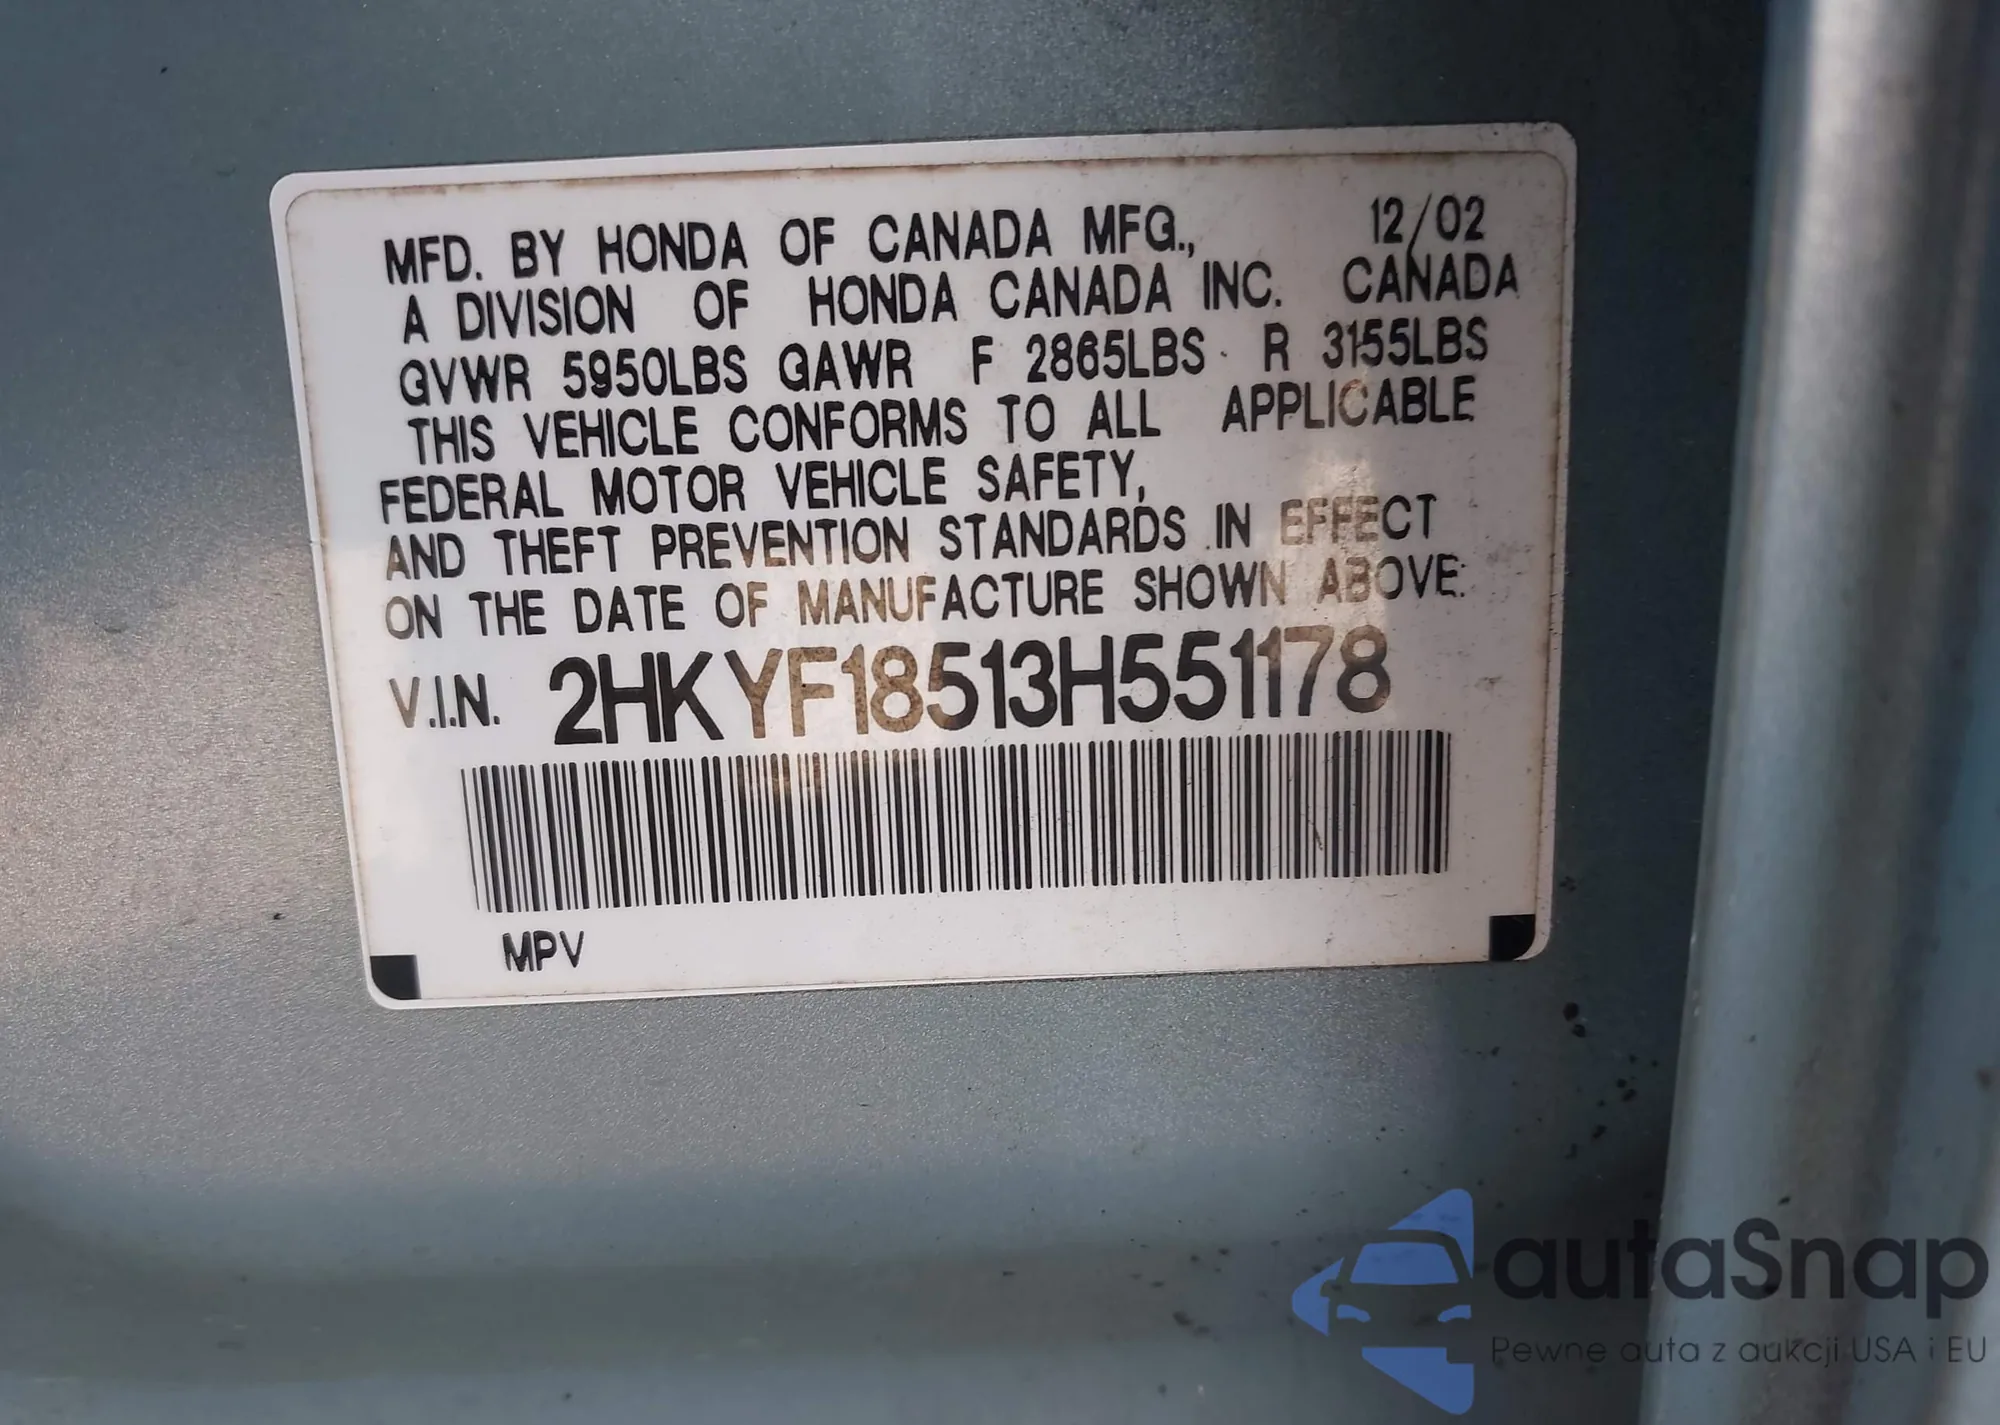 MFD. BY HONDA OF CANADA MFG., 12/02
A DIVISION OF HONDA CANADA INC. CANADA
GVWR 5950LBS GAWR F 2865LBS R 3155LBS
THIS VEHICLE CONFORMS TO ALL APPLICABLE
FEDERAL MOTOR VEHICLE SAFETY,
AND THEFT PREVENTION STANDARDS IN EFFECT
ON THE DATE OF MANUFACTURE SHOWN ABOVE.
V.I.N. 2HKYF18513H551178
MPV
autaSnap
Pewne auta z aukcji USA i EU